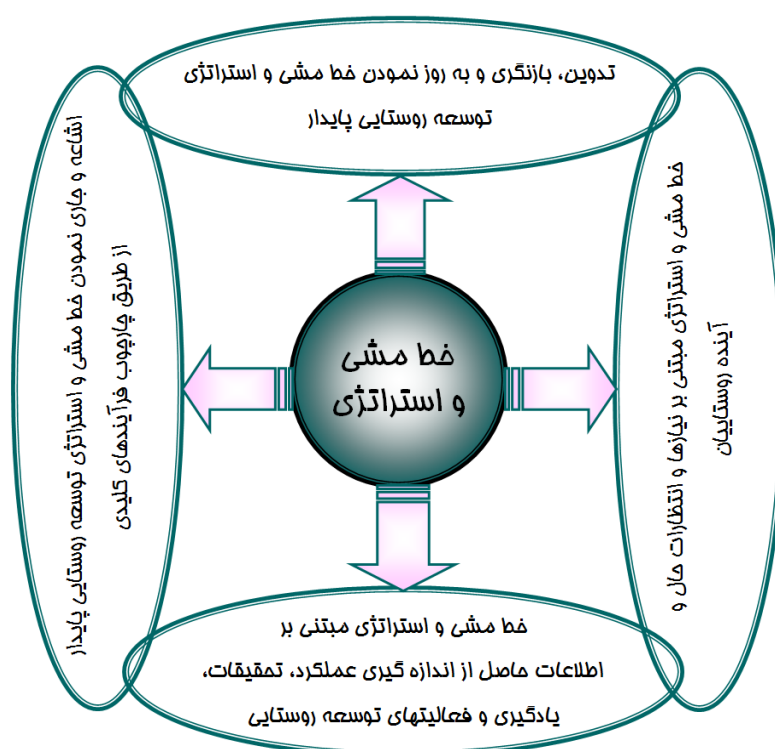 تدوین، بازنگری و به روز نمودن خط مشی و استراتژی
توسعه روستایی پایدار
خط مشی و استراتژی مبتنی بر نیازها و انتظارات حال و
آینده روستاییان
خط مشی
و استراتژی
اشاعه و جاری نمودن خط مشی و استراتژی توسعه روستایی پایدار
از طریق چارچوب فرآیندهای کلیدی
خط مشی و استراتژی مبتنی بر
اطلاعات حاصل از اندازه گیری عملکرد، تحقیقات،
یادگیری و فعالیتهای توسعه روستایی